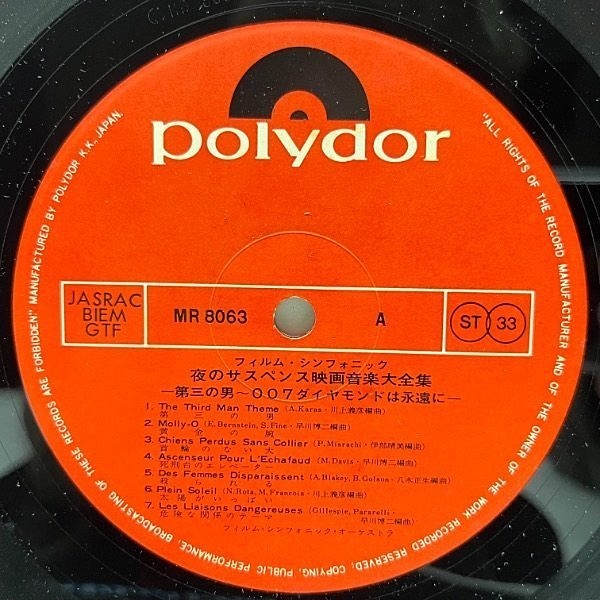 polydor
JASRAC
BIEM
GTF
MR 8063
A
ST 33
フィルム・シンフォニック
夜のサスペンス映画音楽大全集
—第三の男～007ダイヤモンドは永遠に—
1. The Third Man Theme (A.Karas・川上義彦編曲)
第三の男
2. Molly-O (E.Bernstein, S.Fine・早川博二編曲)
黄金の腕
3. Chiens Perdus Sans Collier (P.Misrachi・伊部晴美編曲)
首輪のない犬
4. Ascenseur Pour L'Echafaud (M.Davis・早川博二編曲)
死刑台のエレベーター
5. Des Femmes Disparaissent (A.Blakey, B.Golson・八木正生編曲)
殺られる
6. Plein Soleil (N.Rota, M.Francois・川上義彦編曲)
太陽がいっぱい
7. Les Liaisons Dangereuses (Gillespie, Pararelli・
危険な関係のテーマ 早川博二編曲)
フィルム・シンフォニック・オーケストラ
"ALL RIGHTS OF THE RECORD MANUFACTURER AND OF THE OWNER OF THE WORK RECORDED RESERVED; COPYING, PUBLIC PERFORMANCE, BROADCASTING OF THESE RECORDS ARE FORBIDDEN" MANUFACTURED BY POLYDOR K.K. JAPAN.